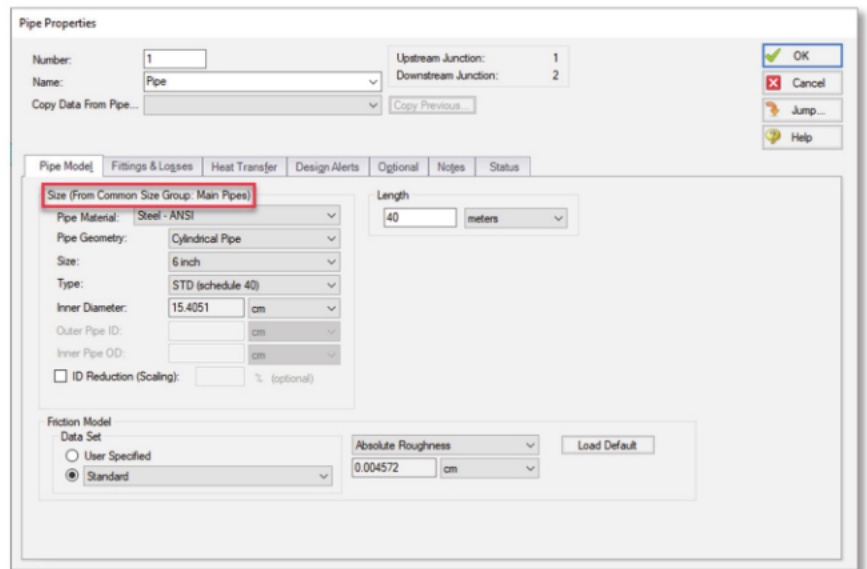 Pipe Properties
Number: 1
Upstream Junction: 1
OK
Name: Pipe
Downstream Junction: 2
Cancel
Copy Data From Pipe...
Copy Previous...
Jump...
Help
Pipe Model Fittings & Losses Heat Transfer Design Alerts Optional Notes Status
Size (From Common Size Group: Main Pipes)
Length
Pipe Material: Steel - ANSI
40 meters
Pipe Geometry: Cylindrical Pipe
Size: 6 inch
Type: STD (schedule 40)
Inner Diameter: 15.4051 cm
Outer Pipe ID: cm
Inner Pipe OD: cm
ID Reduction (Scaling): % (optional)
Friction Model
Data Set
Absolute Roughness
Load Default
User Specified
0.004572 cm
Standard